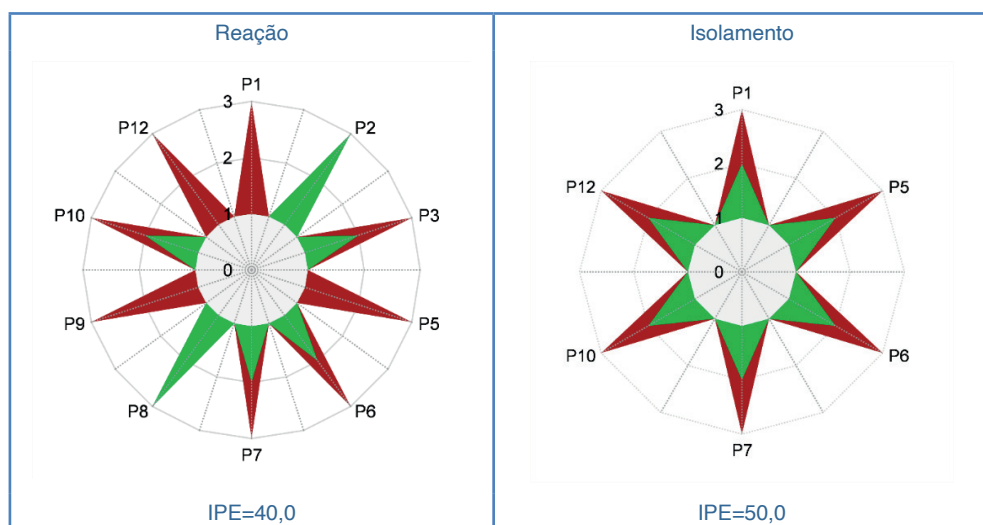 Reação
P1
3
P12
P2
2
P10
1
P3
0
P9
P5
P8
P6
P7
IPE=40,0
Isolamento
P1
3
2
P12
P5
1
0
P10
P6
P7
IPE=50,0